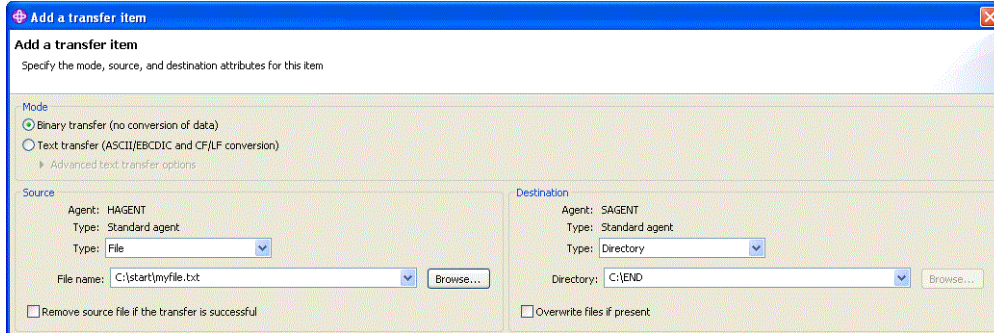 Add a transfer item
Add a transfer item
Specify the mode, source, and destination attributes for this item
Mode
Binary transfer (no conversion of data)
Text transfer (ASCII/EBCDIC and CF/LF conversion)
Advanced text transfer options
Source
Agent: HAGENT
Type: Standard agent
Type: File
File name: C:\start\myfile.txt Browse...
Remove source file if the transfer is successful
Destination
Agent: SAGENT
Type: Standard agent
Type: Directory
Directory: C:\END Browse...
Overwrite files if present